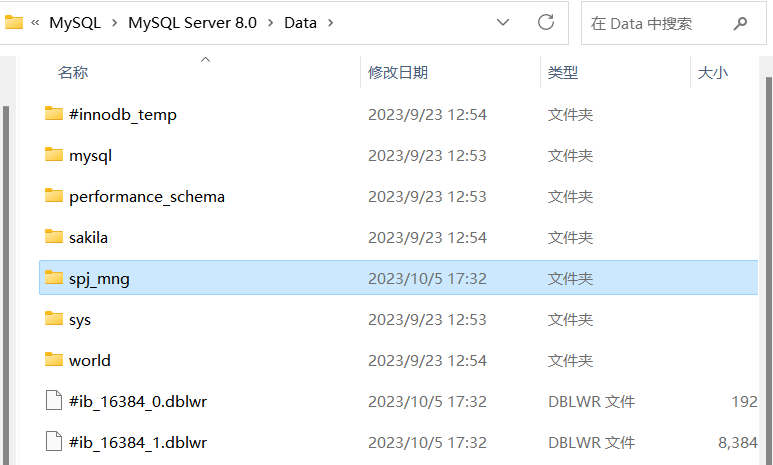 « MySQL > MySQL Server 8.0 > Data >
在 Data 中搜索
名称 修改日期 类型 大小
#innodb_temp 2023/9/23 12:54 文件夹
mysql 2023/9/23 12:53 文件夹
performance_schema 2023/9/23 12:53 文件夹
sakila 2023/9/23 12:54 文件夹
spj_mng 2023/10/5 17:32 文件夹
sys 2023/9/23 12:53 文件夹
world 2023/9/23 12:54 文件夹
#ib_16384_0.dblwr 2023/10/5 17:32 DBLWR 文件 192
#ib_16384_1.dblwr 2023/10/5 17:32 DBLWR 文件 8,384